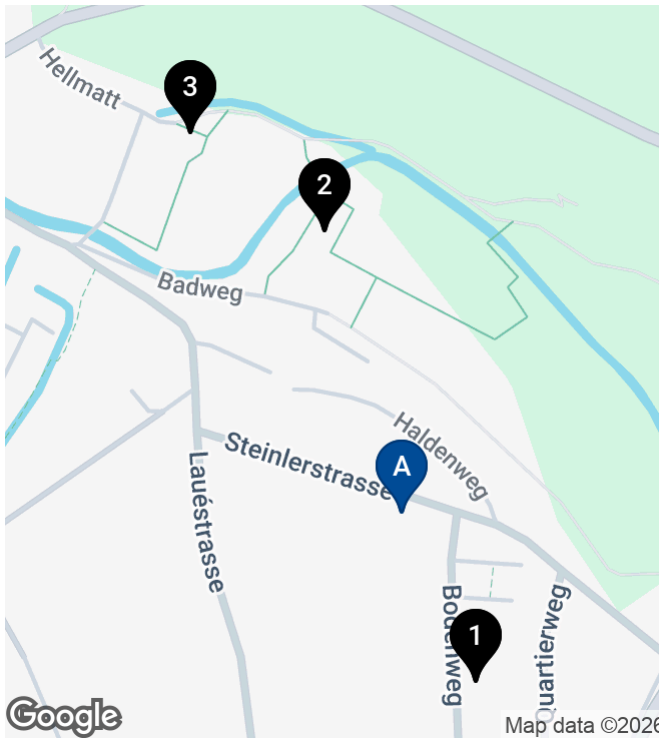 Hellmatt
3
2
Badweg
Haldenweg
Steinlerstrasse
A
Lauéstrasse
Bodenweg
1
Quartierweg
Google
Map data ©2026